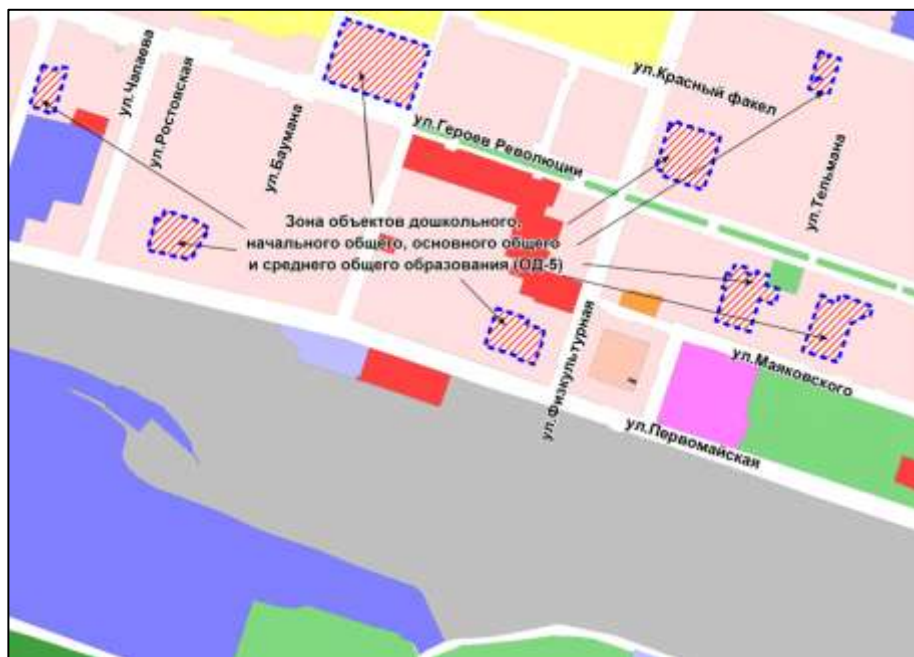 ул.Чапаева
ул.Ростовская
ул.Баумана
ул.Героев Революции
ул.Красный факел
ул.Тельмана
Зона объектов дошкольного,
начального общего, основного общего
и среднего общего образования (ОД-5)
ул.Физкультурная
ул.Маяковского
ул.Первомайская